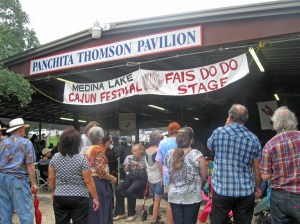 PANCHITA THOMSON PAVILION
MEDINA LAKE
CAJUN FESTIVAL
FAIS DO DO
STAGE